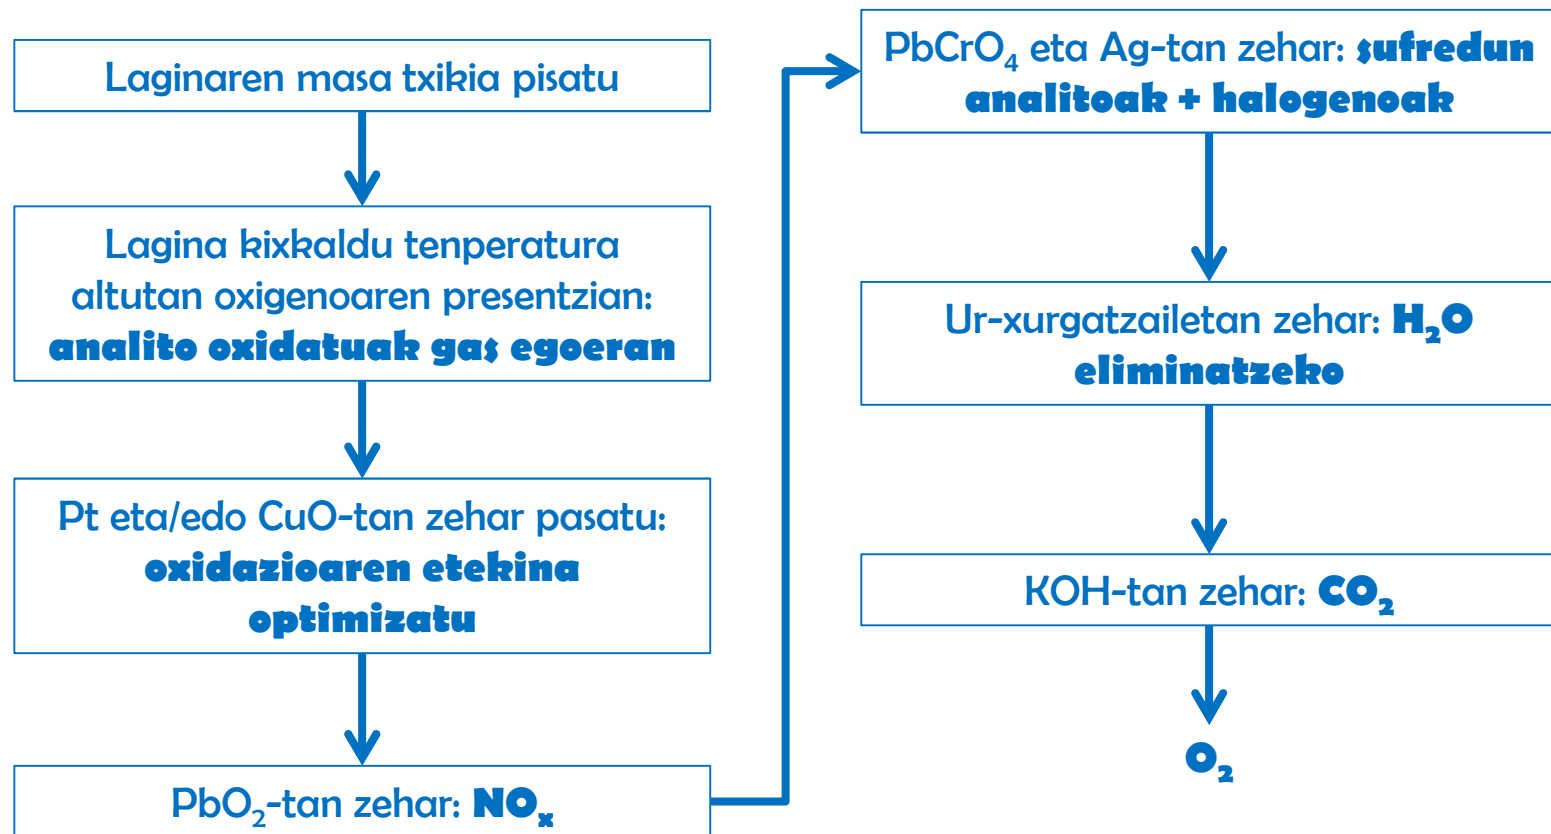 Laginaren masa txikia pisatu
Lagina kixkaldu tenperatura
altutan oxigenoaren presentzian:
analito oxidatuak gas egoeran
Pt eta/edo CuO-tan zehar pasatu:
oxidazioaren etekina
optimizatu
PbO₂-tan zehar: NOₓ
PbCrO₄ eta Ag-tan zehar: sufredun
analitoak + halogenoak
Ur-xurgatzailetan zehar: H₂O
eliminatzeko
KOH-tan zehar: CO₂
O₂